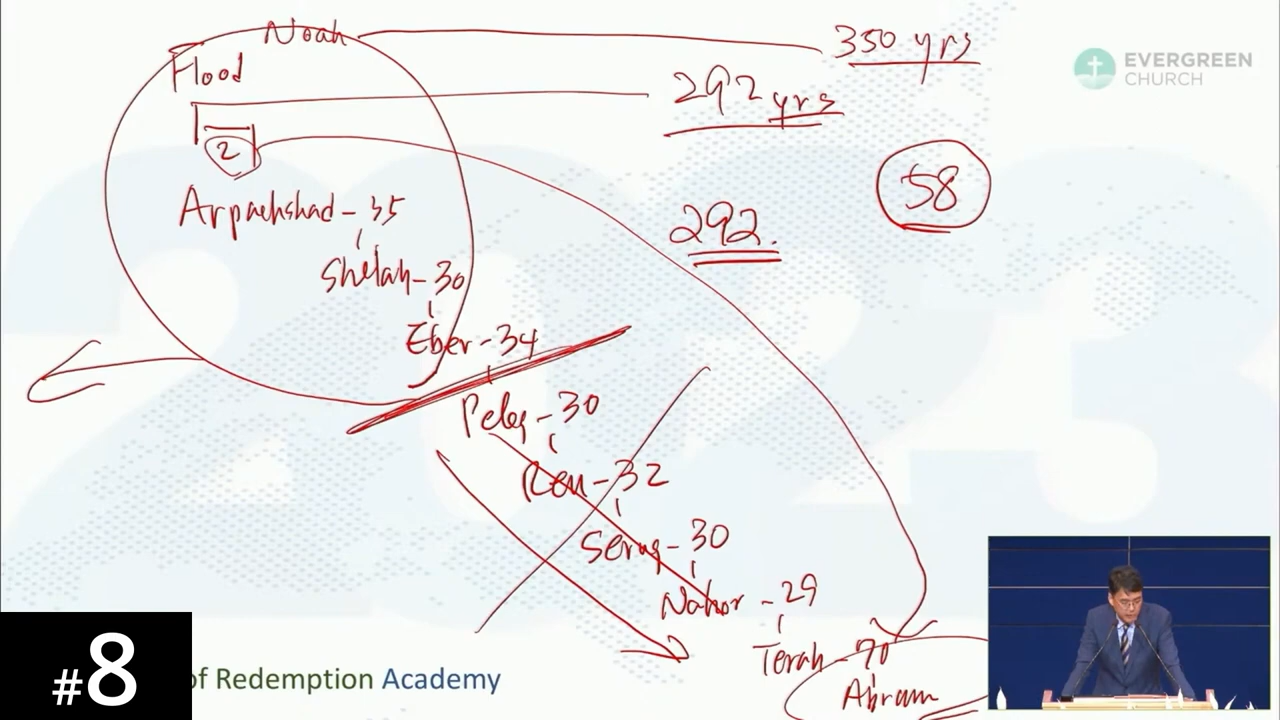 Noah
350 yrs
EVERGREEN
CHURCH
Flood
292 yrs
2
58
Arpachshad - 35
292.
Shelah - 30
Eber - 34
Peleg - 30
Reu - 32
Serug - 30
Nahor - 29
Terah - 70
Abram
#8 of Redemption Academy